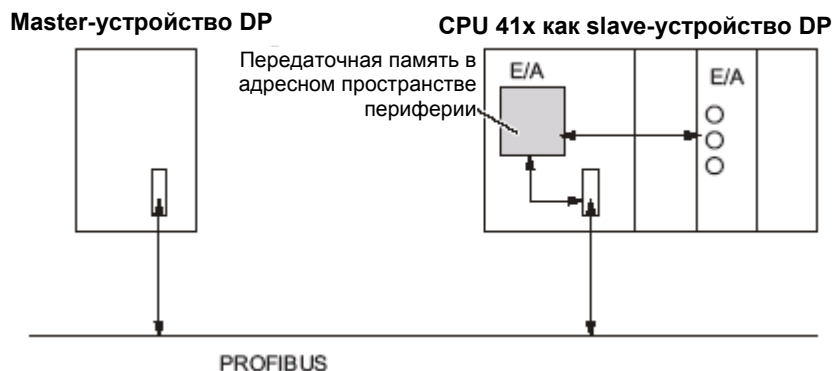 Master-устройство DP
CPU 41x как slave-устройство DP
Передаточная память в
адресном пространстве
периферии
E/A
E/A
PROFIBUS